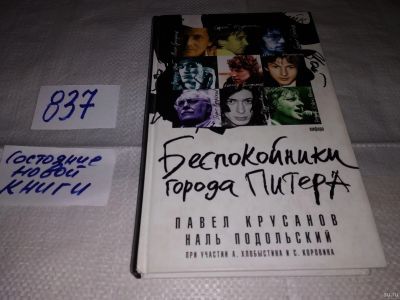 837
Состояние
новой
книги
Беспокойники
города Питера
ПАВЕЛ КРУСАНОВ
НАЛЬ ПОДОЛЬСКИЙ
ПРИ УЧАСТИИ А. ХЛОБЫСТИНА И С. КОРОВИНА